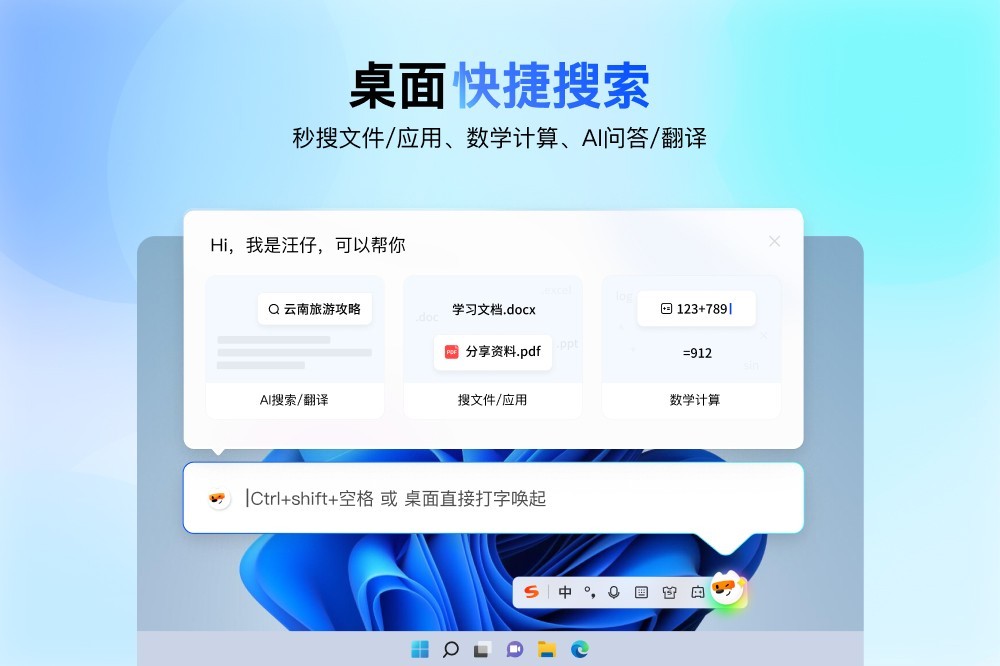 桌面快捷搜索
秒搜文件/应用、数学计算、AI问答/翻译
Hi，我是汪仔，可以帮你
云南旅游攻略
AI搜索/翻译
.doc
学习文档.docx
.ppt
PDF 分享资料.pdf
搜文件/应用
log
123+789
=912
sin
数学计算
Ctrl+shift+空格 或 桌面直接打字唤起
S 中 °,